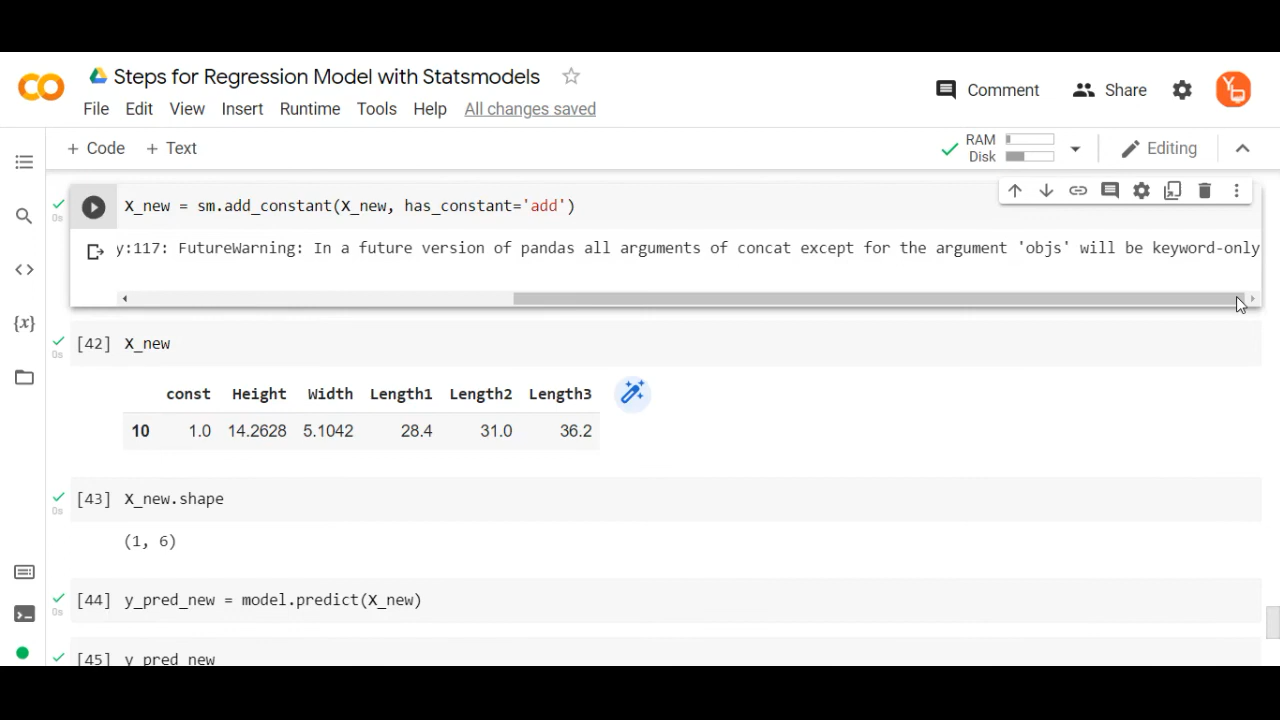 Steps for Regression Model with Statsmodels
File Edit View Insert Runtime Tools Help All changes saved
Comment
Share
+ Code + Text
RAM
Disk
Editing
X_new = sm.add_constant(X_new, has_constant='add')
0s
y:117: FutureWarning: In a future version of pandas all arguments of concat except for the argument 'objs' will be keyword-only
{x}
[42] X_new
0s
const Height Width Length1 Length2 Length3
10 1.0 14.2628 5.1042 28.4 31.0 36.2
[43] X_new.shape
0s
(1, 6)
[44] y_pred_new = model.predict(X_new)
0s
[45] y_pred_new